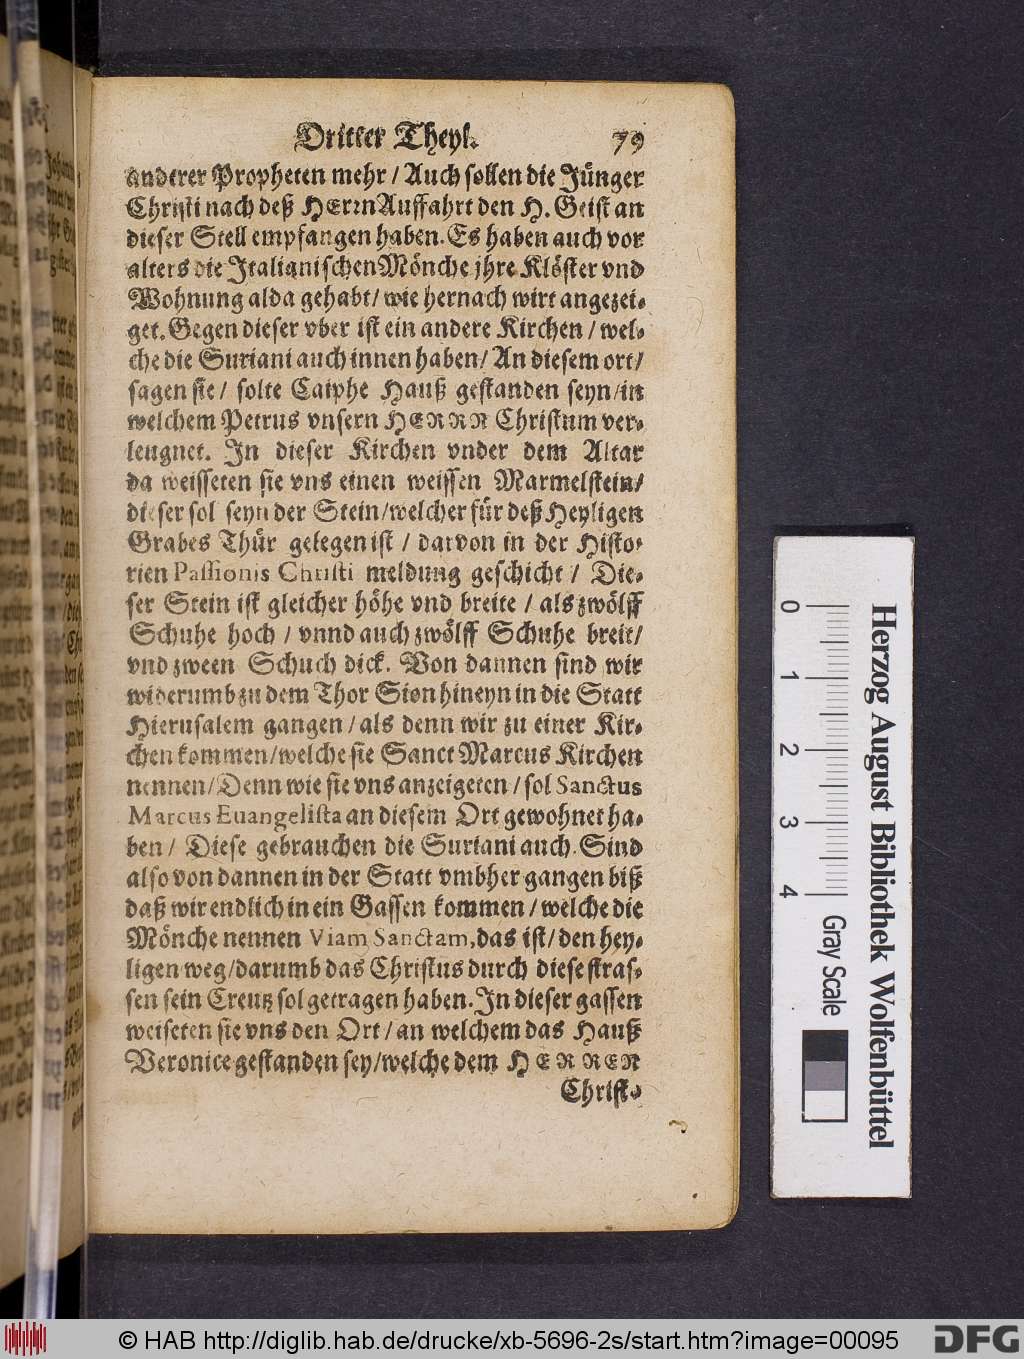 Dritter Theyl. 79
anderer Propheten mehr / Auch sollen die Jünger
Christi nach deß HErrn Auffahrt den H. Geist an
dieser Stell empfangen haben. Es haben auch vor
alters die Italianischen Mönche jhre Klöster vnd
Wohnung alda gehabt / wie hernach wirt angezei-
get. Gegen dieser vber ist ein andere Kirchen / wel-
che die Suriani auch innen haben / An diesem ort /
sagen sie / solte Caiphe Hauß gestanden seyn / in
welchem Petrus vnsern HERRN Christum ver-
leugnet. In dieser Kirchen vnder dem Altar
da weisseten sie vns einen weissen Marmelstein /
dieser sol seyn der Stein / welcher für deß Heyligen
Grabes Thür gelegen ist / darvon in der Histo-
rien Passionis Christi meldung geschicht / Die-
ser Stein ist gleicher höhe vnd breite / als zwölff
Schuhe hoch / vnnd auch zwölff Schuhe breit /
vnd zween Schuch dick. Von dannen sind wir
widerumb zu dem Thor Sion hineyn in die Statt
Hierusalem gangen / als denn wir zu einer Kir-
chen kommen / welche sie Sanct Marcus Kirchen
nennen / Denn wie sie vns anzeigeten / sol Sanctus
Marcus Euangelista an diesem Ort gewohnet ha-
ben / Diese gebrauchen die Suriani auch. Sind
also von dannen in der Statt vmbher gangen biß
daß wir endlich in ein Gassen kommen / welche die
Mönche nennen Viam Sanctam, das ist / den hey-
ligen weg / darumb das Christus durch diese stras-
sen sein Creutz sol getragen haben. In dieser gassen
weiseten sie vns den Ort / an welchem das Hauß
Veronice gestanden sey / welche dem HERREN
Christ-
0 1 2 3 4 Gray Scale
Herzog August Bibliothek Wolfenbüttel
© HAB http://diglib.hab.de/drucke/xb-5696-2s/start.htm?image=00095
DFG